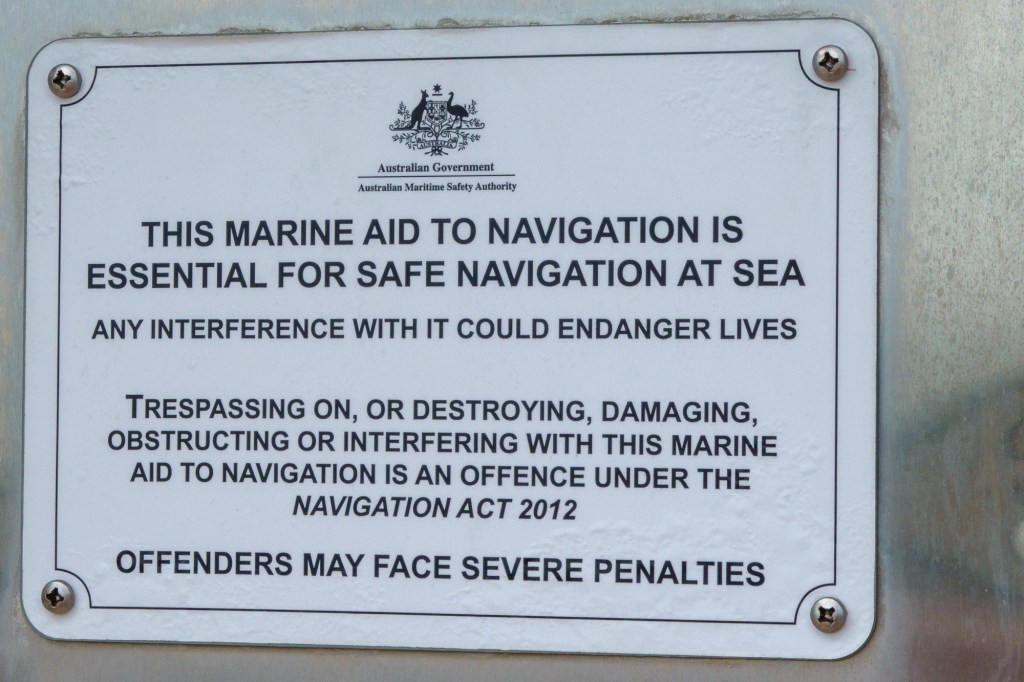 Australian Government
Australian Maritime Safety Authority
THIS MARINE AID TO NAVIGATION IS
ESSENTIAL FOR SAFE NAVIGATION AT SEA
ANY INTERFERENCE WITH IT COULD ENDANGER LIVES
TRESPASSING ON, OR DESTROYING, DAMAGING,
OBSTRUCTING OR INTERFERING WITH THIS MARINE
AID TO NAVIGATION IS AN OFFENCE UNDER THE
NAVIGATION ACT 2012
OFFENDERS MAY FACE SEVERE PENALTIES